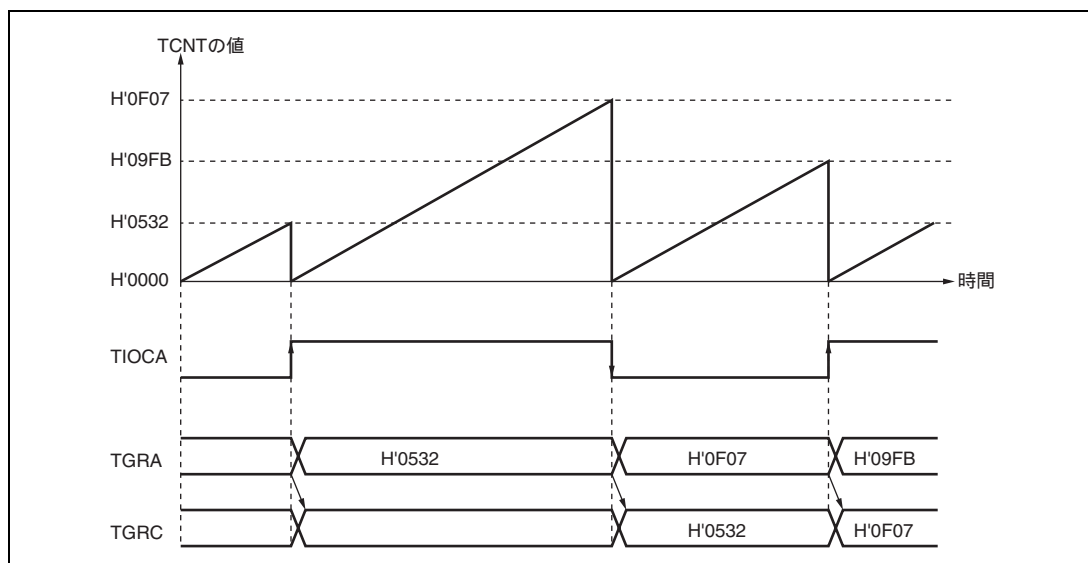 TCNTの値
H'0F07
H'09FB
H'0532
H'0000
時間
TIOCA
TGRA
H'0532
H'0F07
H'09FB
TGRC
H'0532
H'0F07